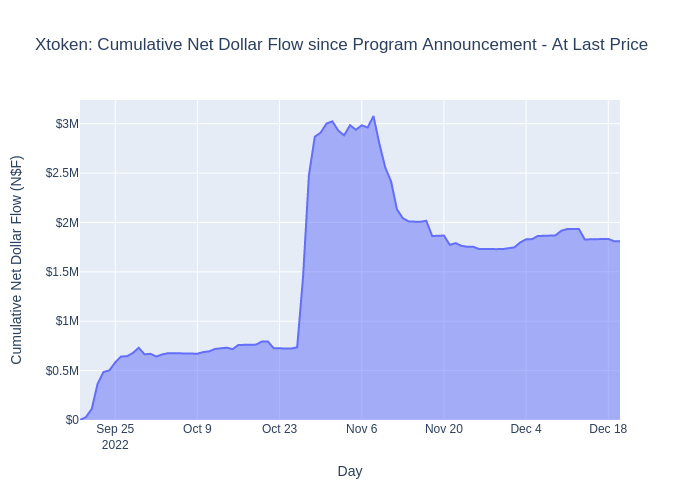 Xtoken: Cumulative Net Dollar Flow since Program Announcement - At Last Price
Cumulative Net Dollar Flow (N$F)
$3M
$2.5M
$2M
$1.5M
$1M
$0.5M
$0
Sep 25
2022
Oct 9
Oct 23
Nov 6
Nov 20
Dec 4
Dec 18
Day